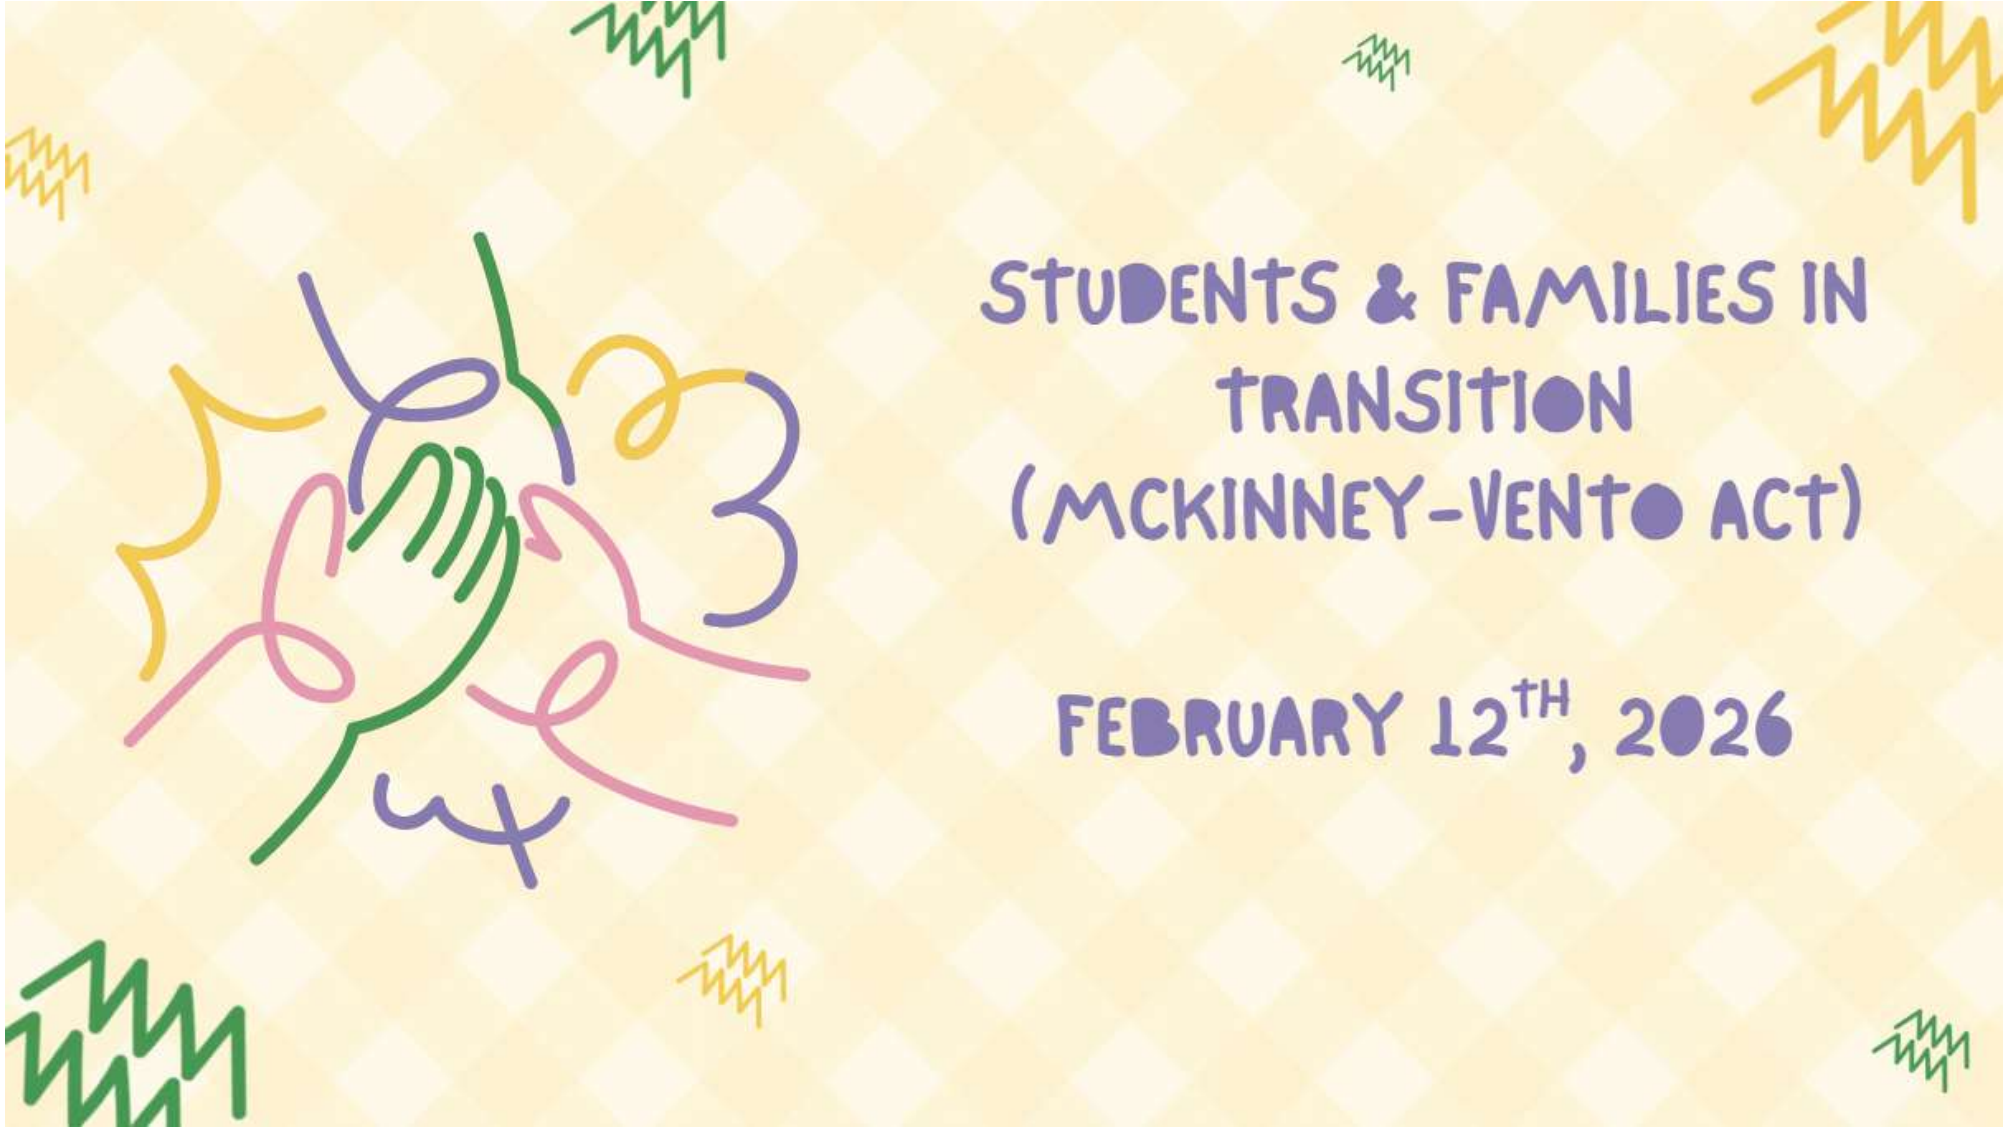 STUDENTS & FAMILIES IN
TRANSITION
(MCKINNEY-VENTO ACT)
FEBRUARY 12TH, 2026